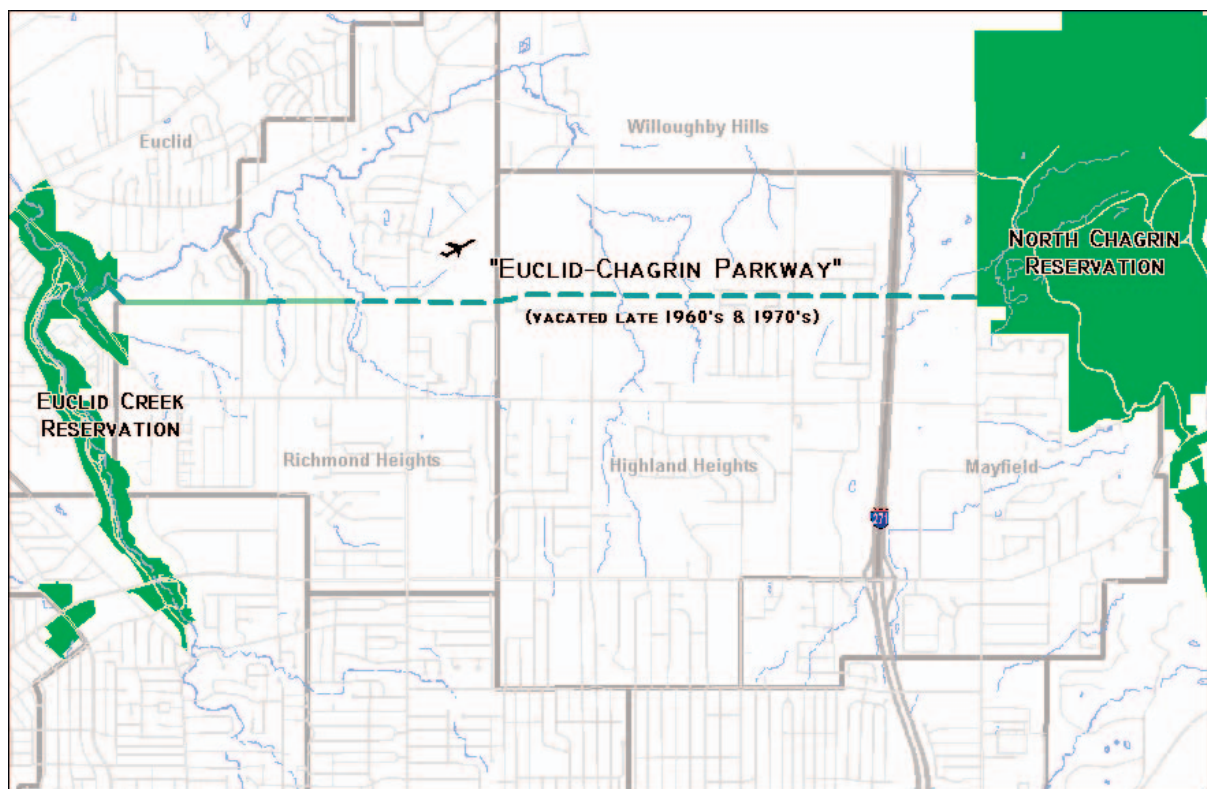 Euclid
Willoughby Hills
NORTH CHAGRIN
RESERVATION
"EUCLID-CHAGRIN PARKWAY"
(VACATED LATE 1960'S & 1970'S)
EUCLID CREEK
RESERVATION
Richmond Heights
Highland Heights
Mayfield
271